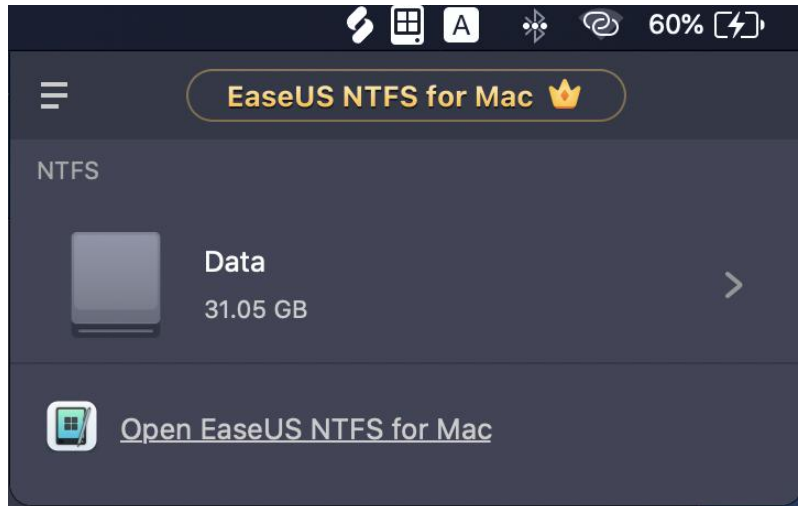 A 60%
EaseUS NTFS for Mac
NTFS
Data
31.05 GB
Open EaseUS NTFS for Mac